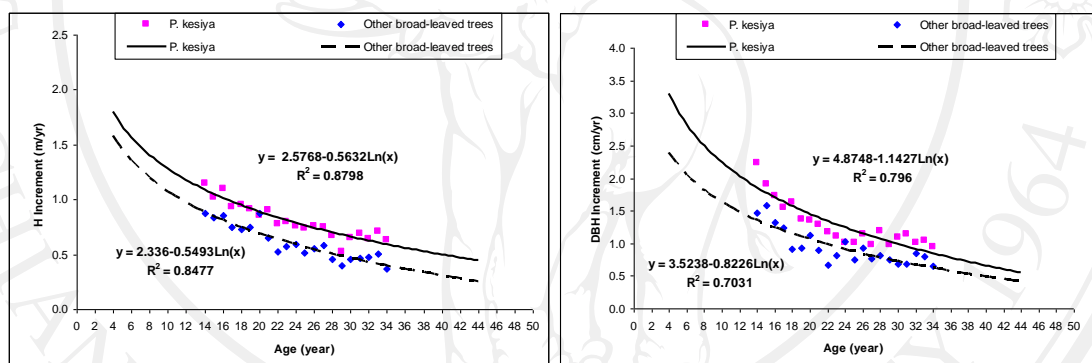 P. kesiya Other broad-leaved trees
P. kesiya Other broad-leaved trees
H Increment (m/yr)
2.5
2.0
1.5
1.0
0.5
0.0
y = 2.5768-0.5632Ln(x)
R² = 0.8798
y = 2.336-0.5493Ln(x)
R² = 0.8477
0 2 4 6 8 10 12 14 16 18 20 22 24 26 28 30 32 34 36 38 40 42 44 46 48 50
Age (year)
P. kesiya Other broad-leaved trees
P. kesiya Other broad-leaved trees
DBH Increment (cm/yr)
4.0
3.5
3.0
2.5
2.0
1.5
1.0
0.5
0.0
y = 4.8748-1.1427Ln(x)
R² = 0.796
y = 3.5238-0.8226Ln(x)
R² = 0.7031
0 2 4 6 8 10 12 14 16 18 20 22 24 26 28 30 32 34 36 38 40 42 44 46 48 50
Age (year)
1964